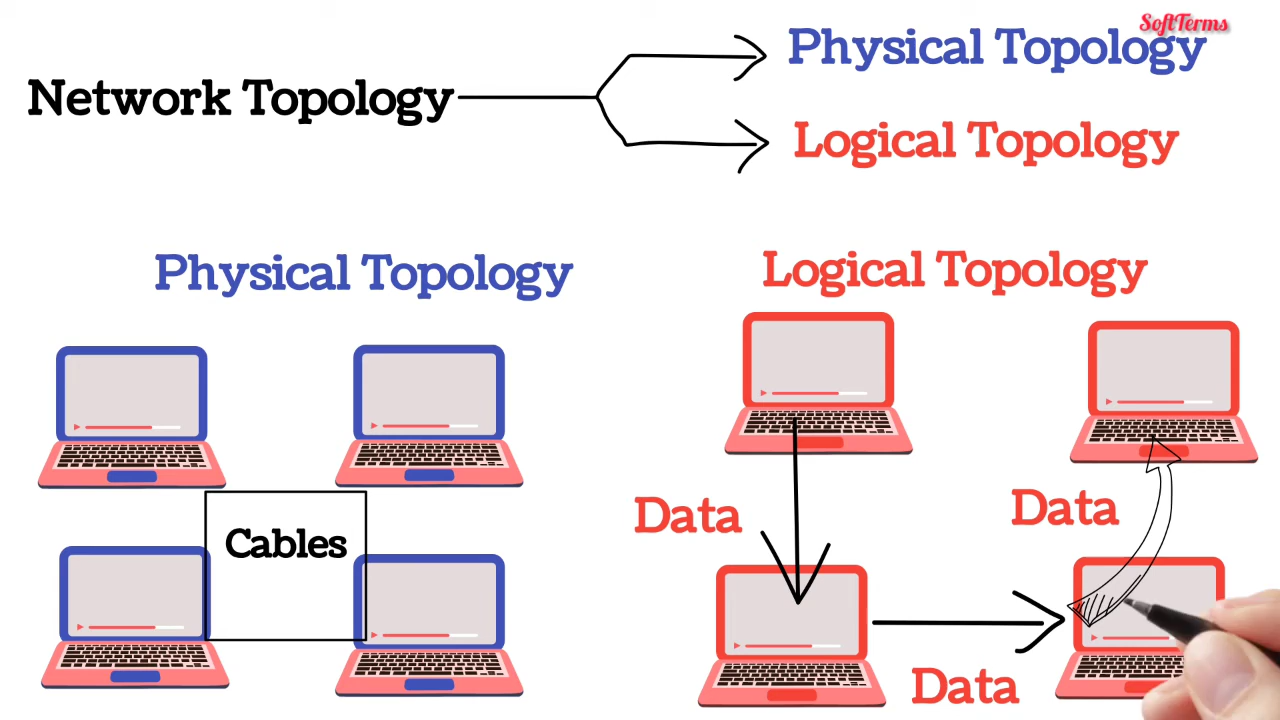 SoftTerms
Physical Topology
Network Topology
Logical Topology
Physical Topology
Logical Topology
Data
Data
Cables
Data